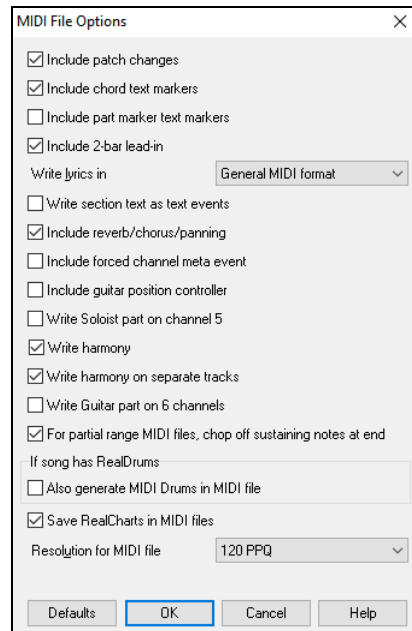 MIDI File Options
Include patch changes
Include chord text markers
Include part marker text markers
Include 2-bar lead-in
Write lyrics in General MIDI format
Write section text as text events
Include reverb/chorus/panning
Include forced channel meta event
Include guitar position controller
Write Soloist part on channel 5
Write harmony
Write harmony on separate tracks
Write Guitar part on 6 channels
For partial range MIDI files, chop off sustaining notes at end
If song has RealDrums
Also generate MIDI Drums in MIDI file
Save RealCharts in MIDI files
Resolution for MIDI file 120 PPQ
Defaults OK Cancel Help